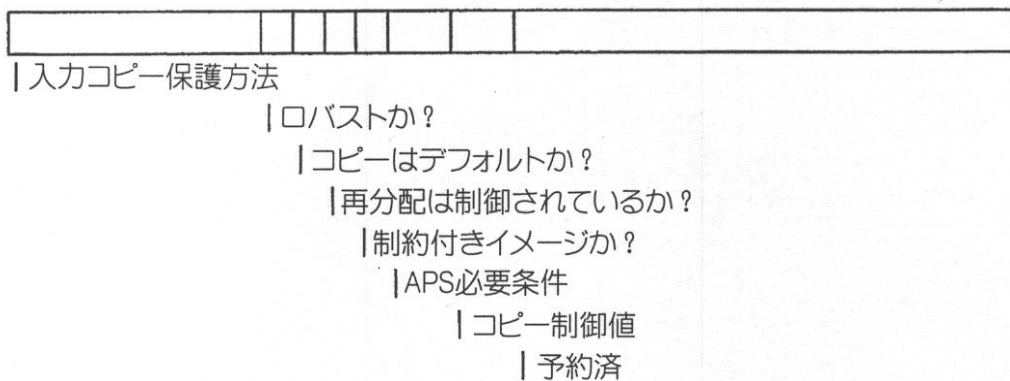 入力コピー保護方法
ロバストか?
コピーはデフォルトか?
再分配は制御されているか?
制約付きイメージか?
APS必要条件
コピー制御値
予約済